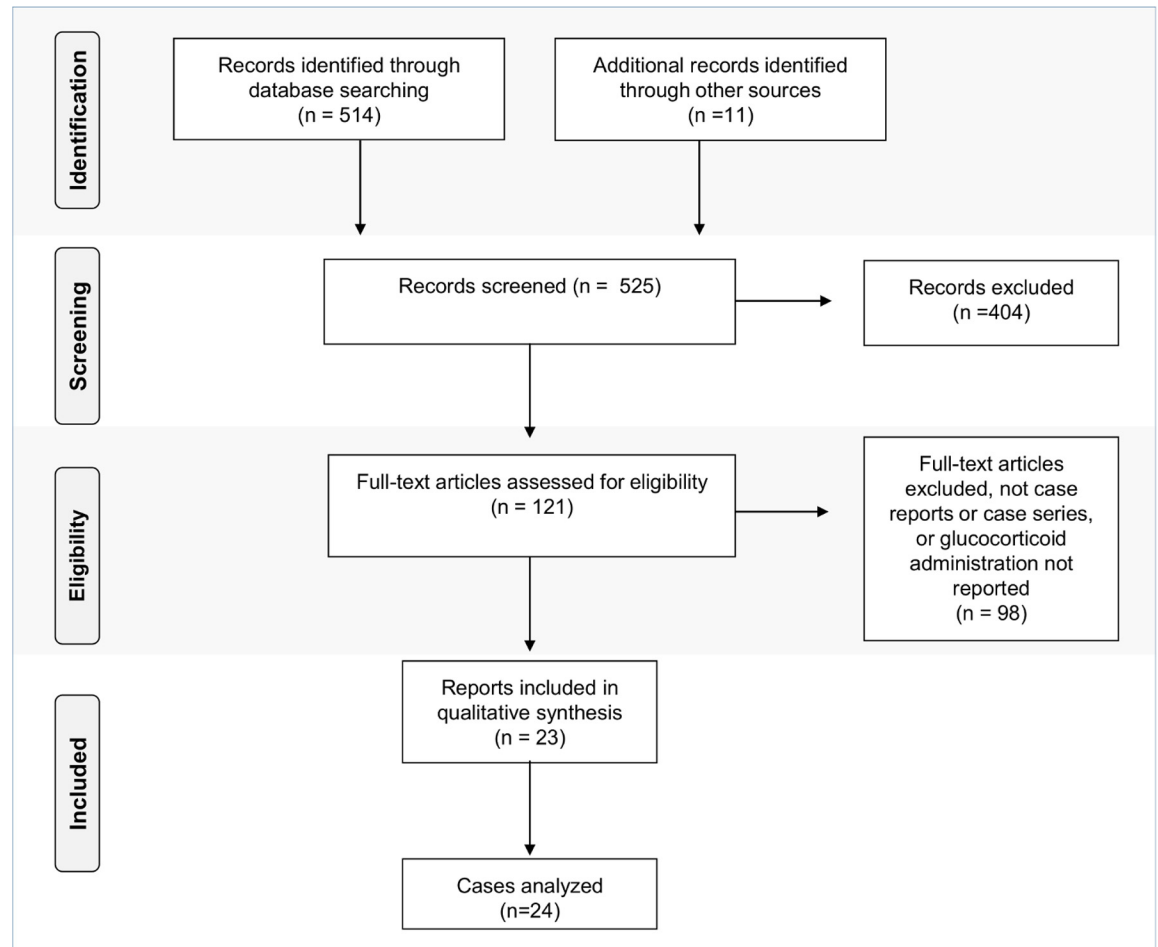 Identification
Records identified through
database searching
(n = 514)
Additional records identified
through other sources
(n =11)
Screening
Records screened (n = 525)
Records excluded
(n =404)
Eligibility
Full-text articles assessed for eligibility
(n = 121)
Full-text articles
excluded, not case
reports or case series,
or glucocorticoid
administration not
reported
(n = 98)
Included
Reports included in
qualitative synthesis
(n = 23)
Cases analyzed
(n=24)